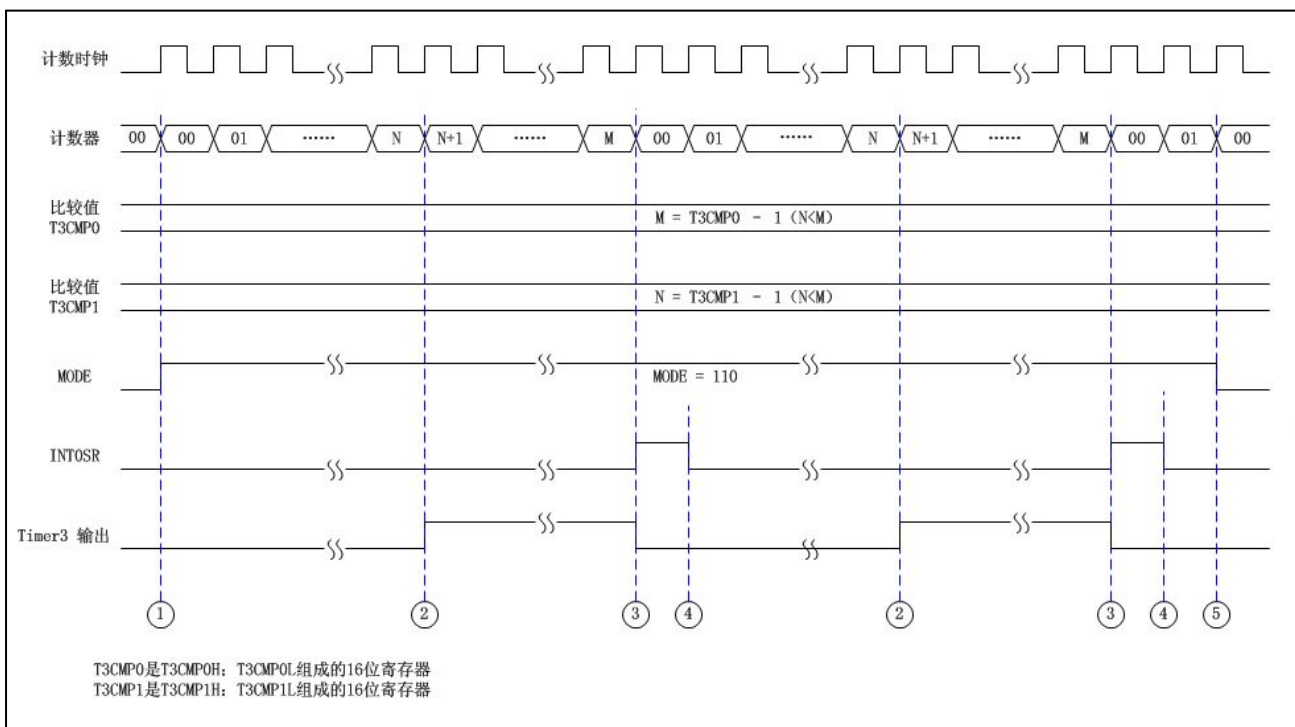 计数时钟
计数器 00 00 01 …… N N+1 …… M 00 01 …… N N+1 …… M 00 01 00
比较值
T3CMP0
M = T3CMP0 - 1 (N<M)
比较值
T3CMP1
N = T3CMP1 - 1 (N<M)
MODE
MODE = 110
INTOSR
Timer3 输出
① ② ③ ④ ② ③ ④ ⑤
T3CMP0是T3CMP0H: T3CMP0L组成的16位寄存器
T3CMP1是T3CMP1H: T3CMP1L组成的16位寄存器